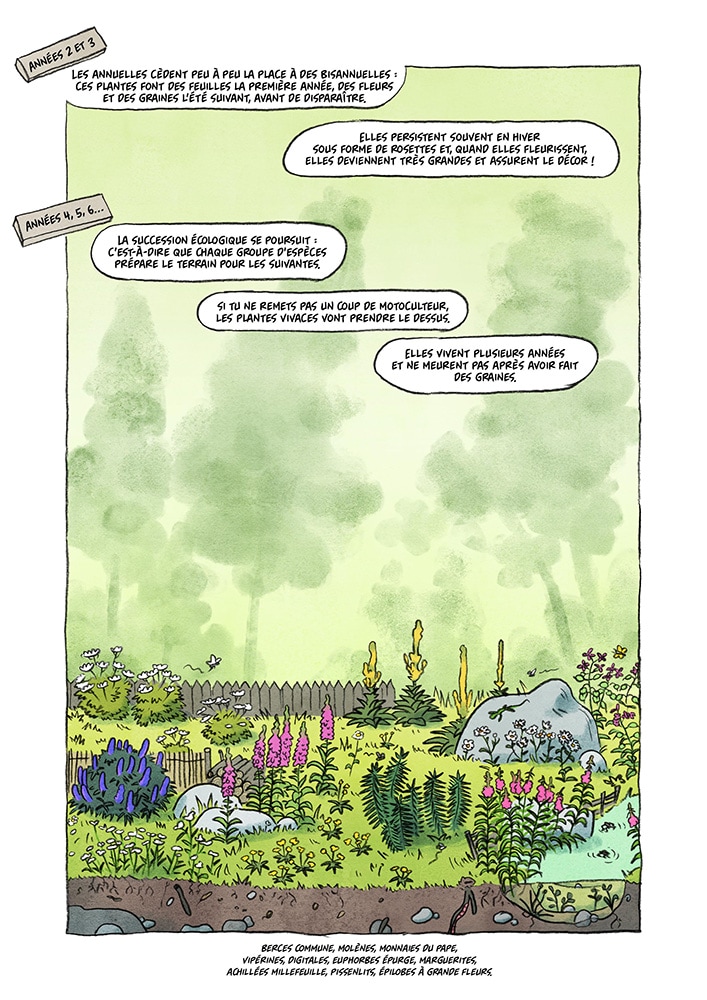 ANNÉES 2 ET 3
LES ANNUELLES CÈDENT PEU À PEU LA PLACE À DES BISANNUELLES :
CES PLANTES FONT DES FEUILLES LA PREMIÈRE ANNÉE, DES FLEURS
ET DES GRAINES L'ÉTÉ SUIVANT, AVANT DE DISPARAÎTRE.
ELLES PERSISTENT SOUVENT EN HIVER
SOUS FORME DE ROSETTES ET, QUAND ELLES FLEURISSENT,
ELLES DEVIENNENT TRÈS GRANDES ET ASSURENT LE DÉCOR !
ANNÉES 4, 5, 6...
LA SUCCESSION ÉCOLOGIQUE SE POURSUIT :
C'EST-À-DIRE QUE CHAQUE GROUPE D'ESPÈCES
PRÉPARE LE TERRAIN POUR LES SUIVANTES.
SI TU NE REMETS PAS UN COUP DE MOTOCULTEUR,
LES PLANTES VIVACES VONT PRENDRE LE DESSUS.
ELLES VIVENT PLUSIEURS ANNÉES
ET NE MEURENT PAS APRÈS AVOIR FAIT
DES GRAINES.
BERCES COMMUNE, MOLÈNES, MONNAIES DU PAPE,
VIPÉRINES, DIGITALES, EUPHORBES ÉPURGE, MARGUERITES,
ACHILLÉES MILLEFEUILLE, PISSENLITS, ÉPILOBES À GRANDE FLEURS.